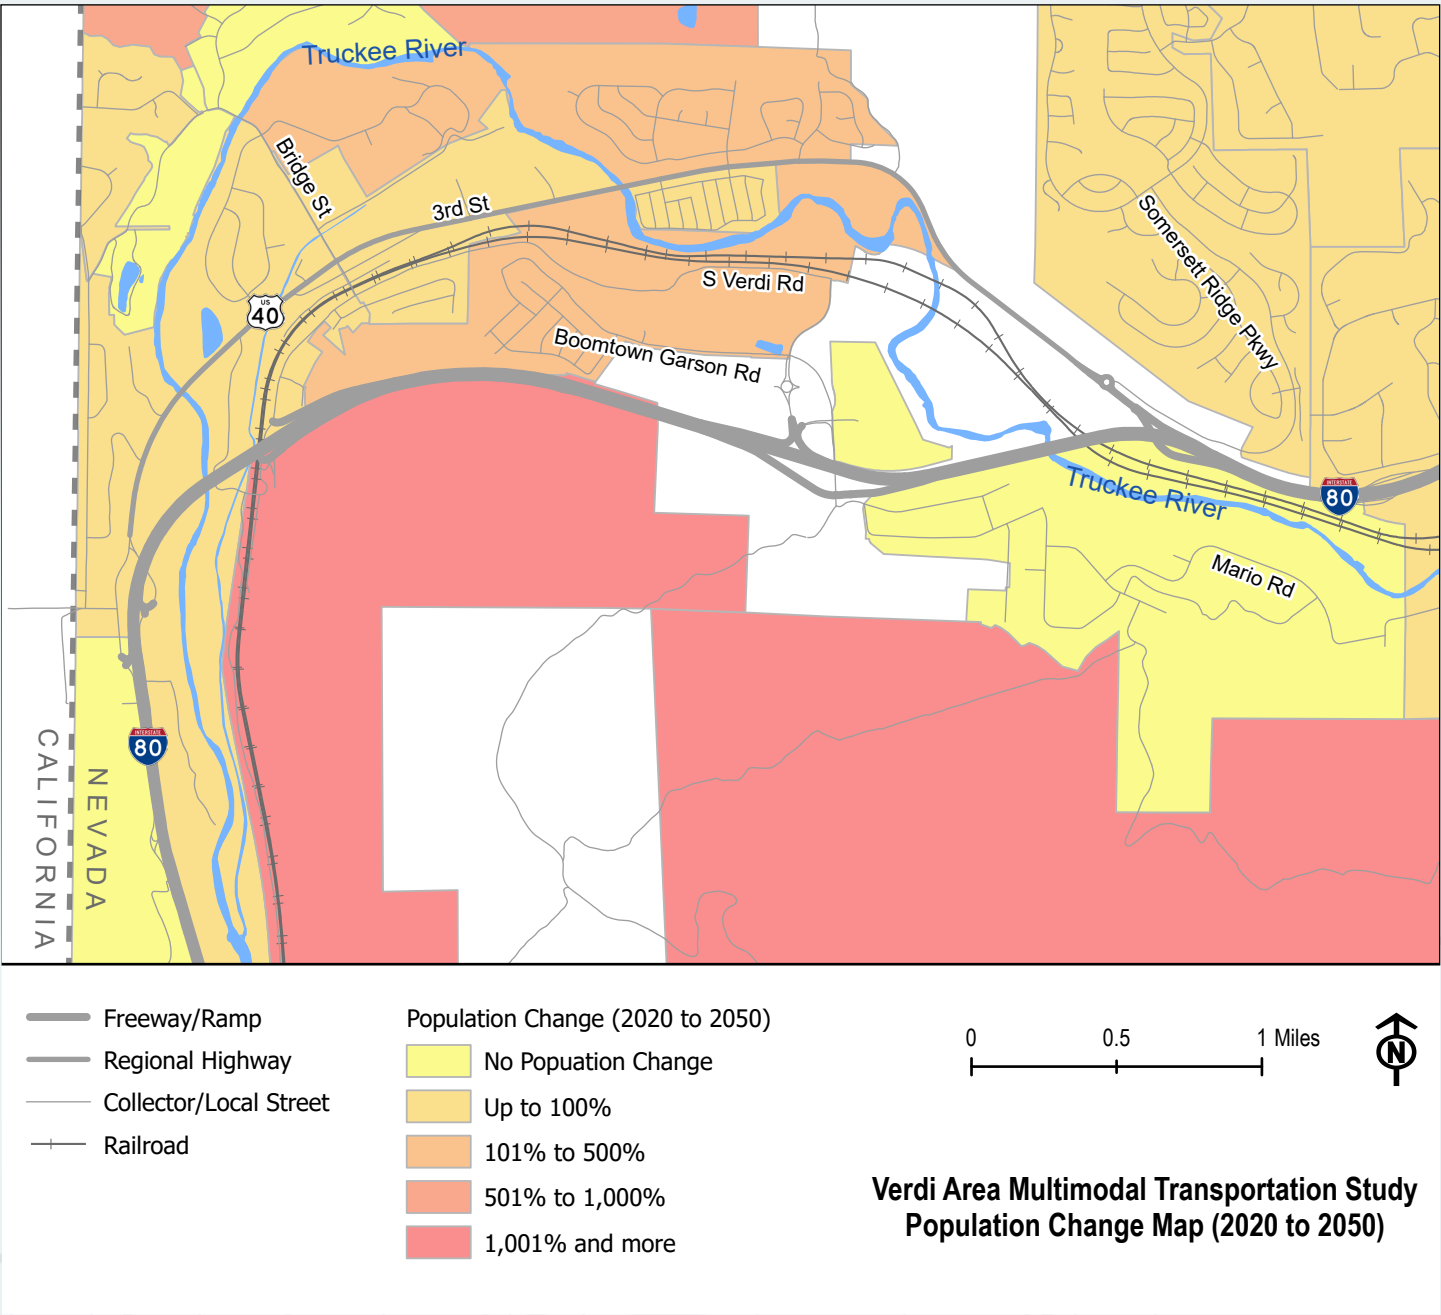 Truckee River
Bridge St
3rd St
US
40
S Verdi Rd
Boomtown Garson Rd
Somersett Ridge Pkwy
Truckee River
INTERSTATE
80
Mario Rd
INTERSTATE
80
CALIFORNIA
NEVADA
Freeway/Ramp
Regional Highway
Collector/Local Street
Railroad
Population Change (2020 to 2050)
No Popuation Change
Up to 100%
101% to 500%
501% to 1,000%
1,001% and more
0 0.5 1 Miles
N
Verdi Area Multimodal Transportation Study
Population Change Map (2020 to 2050)